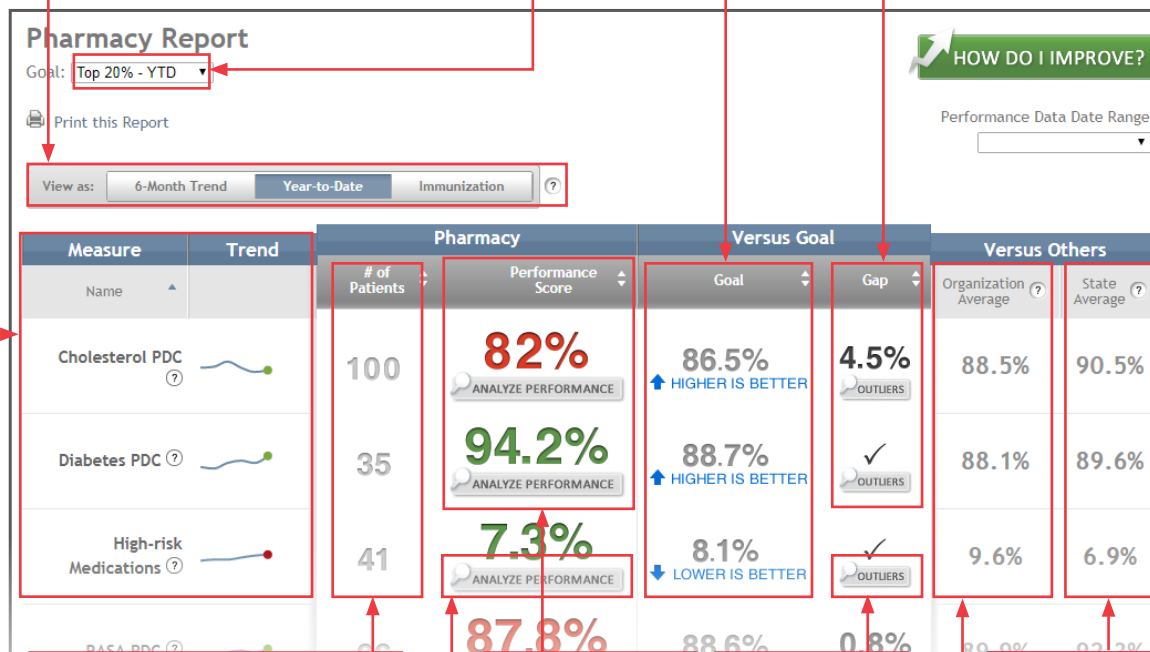 Pharmacy Report
Goal: Top 20% - YTD
HOW DO I IMPROVE?
Print this Report
Performance Data Date Range
View as: 6-Month Trend Year-to-Date Immunization ?
Measure Trend Pharmacy Versus Goal Versus Others
Name # of Patients Performance Score Goal Gap Organization Average ? State Average ?
Cholesterol PDC ? 100 82% 86.5% 4.5% 88.5% 90.5%
ANALYZE PERFORMANCE HIGHER IS BETTER OUTLIERS
Diabetes PDC ? 35 94.2% 88.7% ✓ 88.1% 89.6%
ANALYZE PERFORMANCE HIGHER IS BETTER OUTLIERS
High-risk Medications ? 41 7.3% 8.1% ✓ 9.6% 6.9%
ANALYZE PERFORMANCE LOWER IS BETTER OUTLIERS
RASA PDC ? 87.8% 88.6% 0.8%